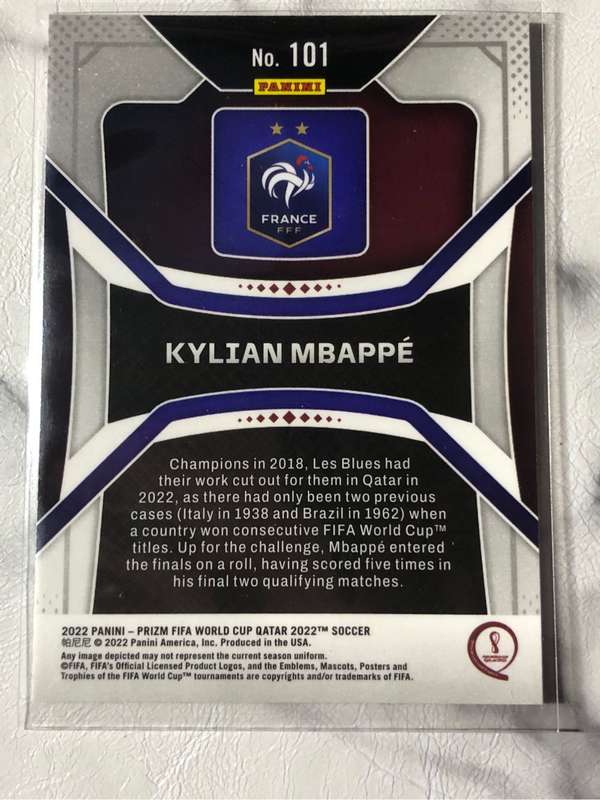 No. 101
PANINI
FRANCE
FFF
KYLIAN MBAPPÉ
Champions in 2018, Les Blues had
their work cut out for them in Qatar in
2022, as there had only been two previous
cases (Italy in 1938 and Brazil in 1962) when
a country won consecutive FIFA World Cup™
titles. Up for the challenge, Mbappé entered
the finals on a roll, having scored five times in
his final two qualifying matches.
2022 PANINI – PRIZM FIFA WORLD CUP QATAR 2022™ SOCCER
帕尼尼 © 2022 Panini America, Inc. Produced in the USA.
Any image depicted may not represent the current season uniform.
©FIFA, FIFA's Official Licensed Product Logos, and the Emblems, Mascots, Posters and
Trophies of the FIFA World Cup™ tournaments are copyrights and/or trademarks of FIFA.